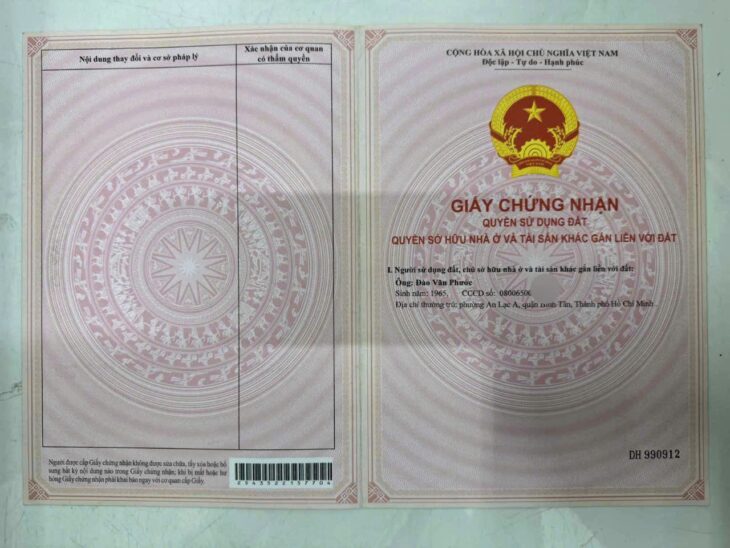 Nội dung thay đổi và cơ sở pháp lý
Xác nhận của cơ quan
có thẩm quyền
Người được cấp Giấy chứng nhận không được sửa chữa, tẩy xóa hoặc bổ
sung bất kỳ nội dung nào trong Giấy chứng nhận; khi bị mất hoặc hư
hỏng Giấy chứng nhận phải khai báo ngay với cơ quan cấp Giấy.
2943522157704
CỘNG HÒA XÃ HỘI CHỦ NGHĨA VIỆT NAM
Độc lập - Tự do - Hạnh phúc
GIẤY CHỨNG NHẬN
QUYỀN SỬ DỤNG ĐẤT
QUYỀN SỞ HỮU NHÀ Ở VÀ TÀI SẢN KHÁC GẮN LIỀN VỚI ĐẤT
I. Người sử dụng đất, chủ sở hữu nhà ở và tài sản khác gắn liền với đất:
Ông: Đào Văn Phước
Sinh năm: 1965, CCCD số: 08006506
Địa chỉ thường trú: phường An Lạc A, quận Bình Tân, Thành phố Hồ Chí Minh
DH 990912